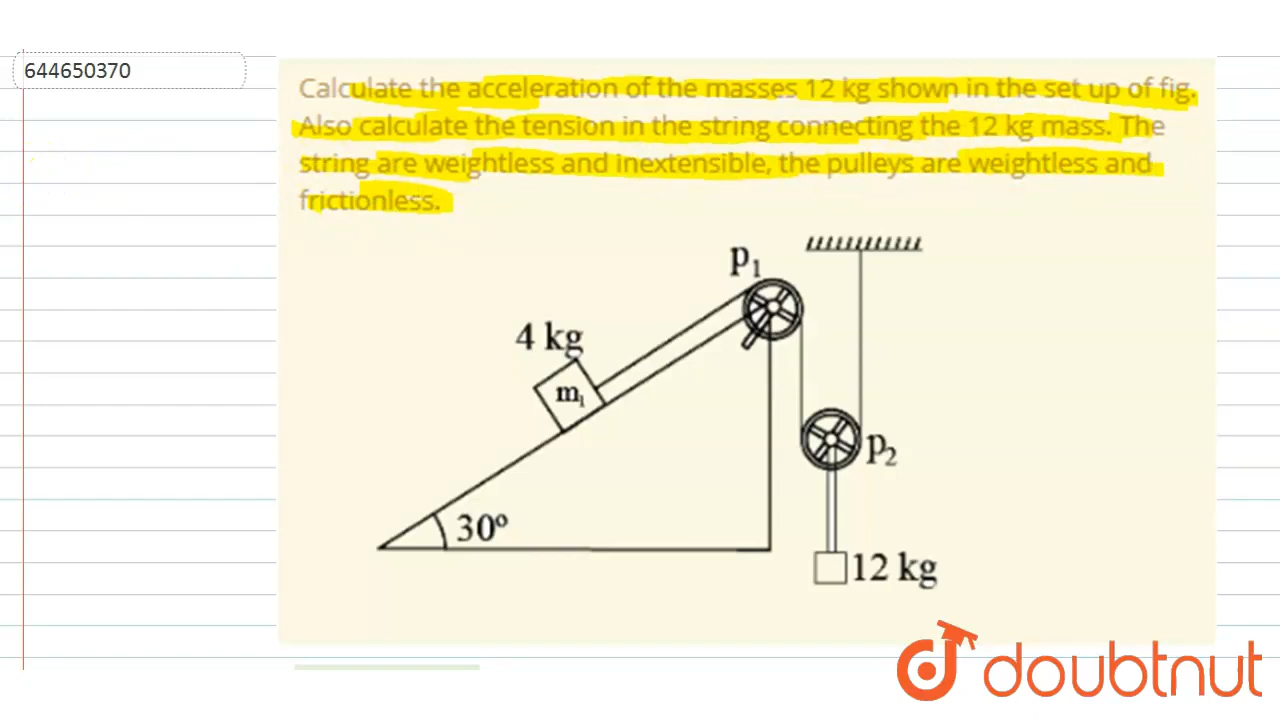 644650370
Calculate the acceleration of the masses 12 kg shown in the set up of fig.
Also calculate the tension in the string connecting the 12 kg mass. The
string are weightless and inextensible, the pulleys are weightless and
frictionless.
p₁
4 kg
m₁
p₂
30º
12 kg
doubtnut